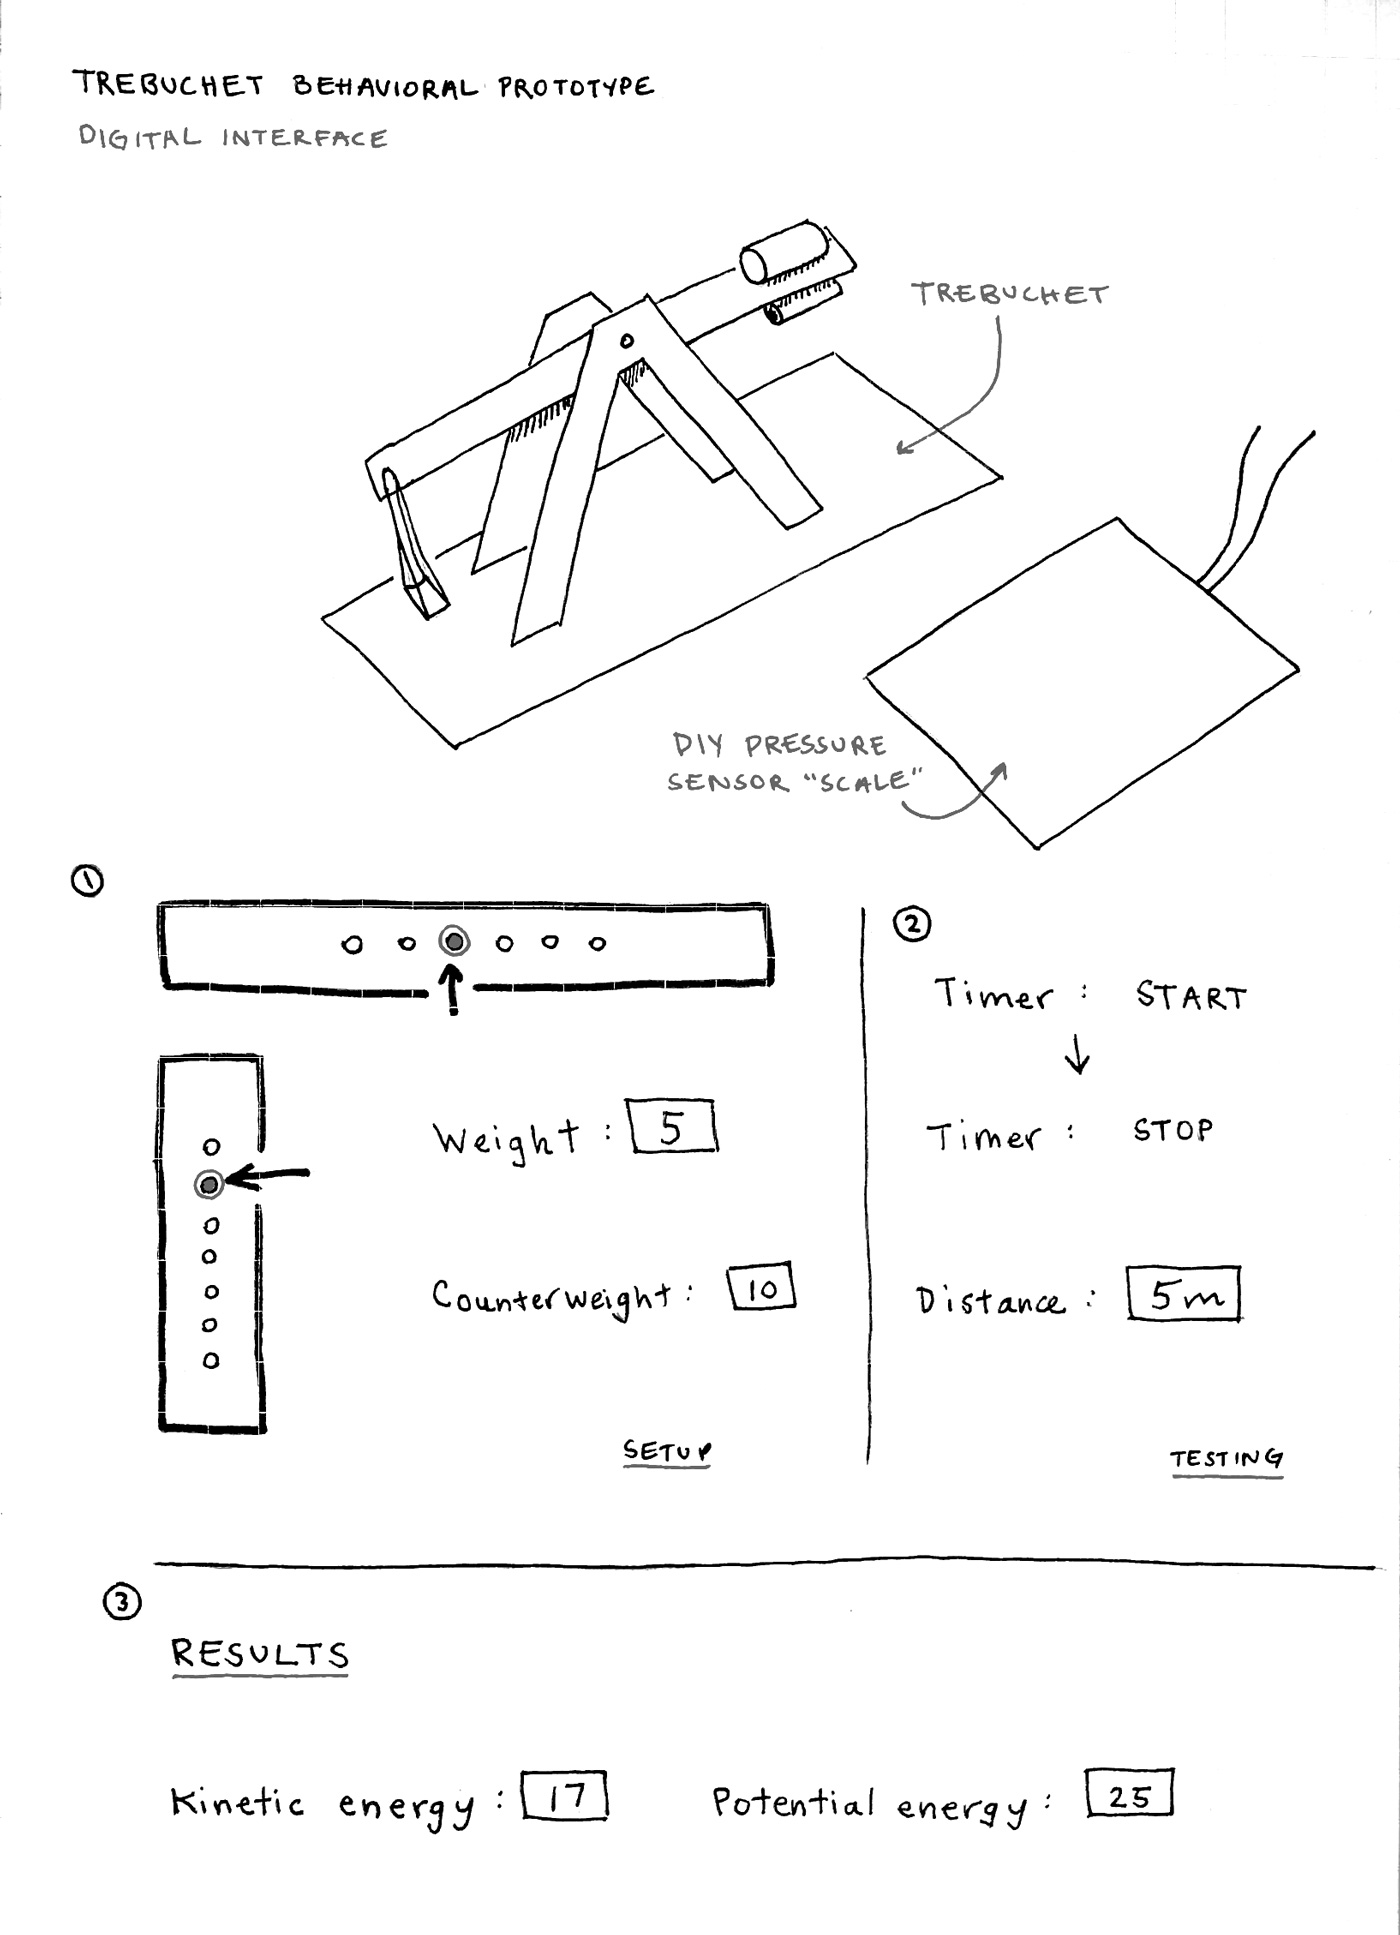 TREBUCHET BEHAVIORAL PROTOTYPE
DIGITAL INTERFACE
TREBUCHET
DIY PRESSURE
SENSOR "SCALE"
1
Weight : 5
Counterweight : 10
SETUP
2
Timer : START
Timer : STOP
Distance : 5m
TESTING
3
RESULTS
Kinetic energy : 17
Potential energy : 25